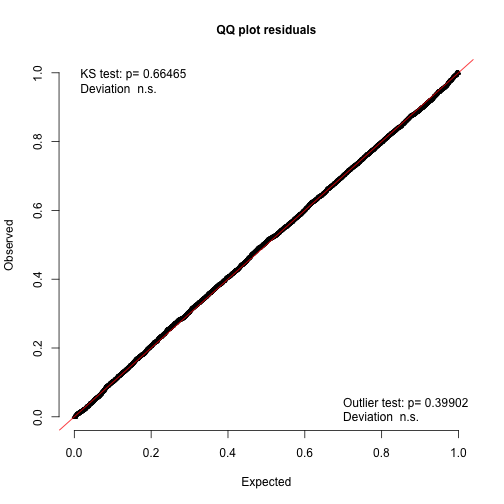 QQ plot residuals
KS test: p= 0.66465
Deviation n.s.
Observed
1.0
0.8
0.6
0.4
0.2
0.0
Outlier test: p= 0.39902
Deviation n.s.
0.0 0.2 0.4 0.6 0.8 1.0
Expected